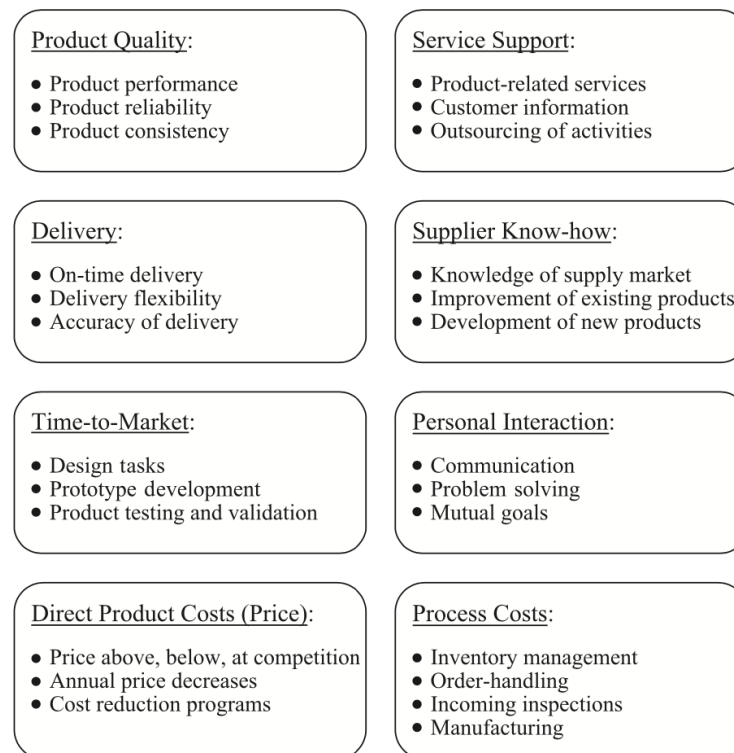 Product Quality:
● Product performance
● Product reliability
● Product consistency
Service Support:
● Product-related services
● Customer information
● Outsourcing of activities
Delivery:
● On-time delivery
● Delivery flexibility
● Accuracy of delivery
Supplier Know-how:
● Knowledge of supply market
● Improvement of existing products
● Development of new products
Time-to-Market:
● Design tasks
● Prototype development
● Product testing and validation
Personal Interaction:
● Communication
● Problem solving
● Mutual goals
Direct Product Costs (Price):
● Price above, below, at competition
● Annual price decreases
● Cost reduction programs
Process Costs:
● Inventory management
● Order-handling
● Incoming inspections
● Manufacturing